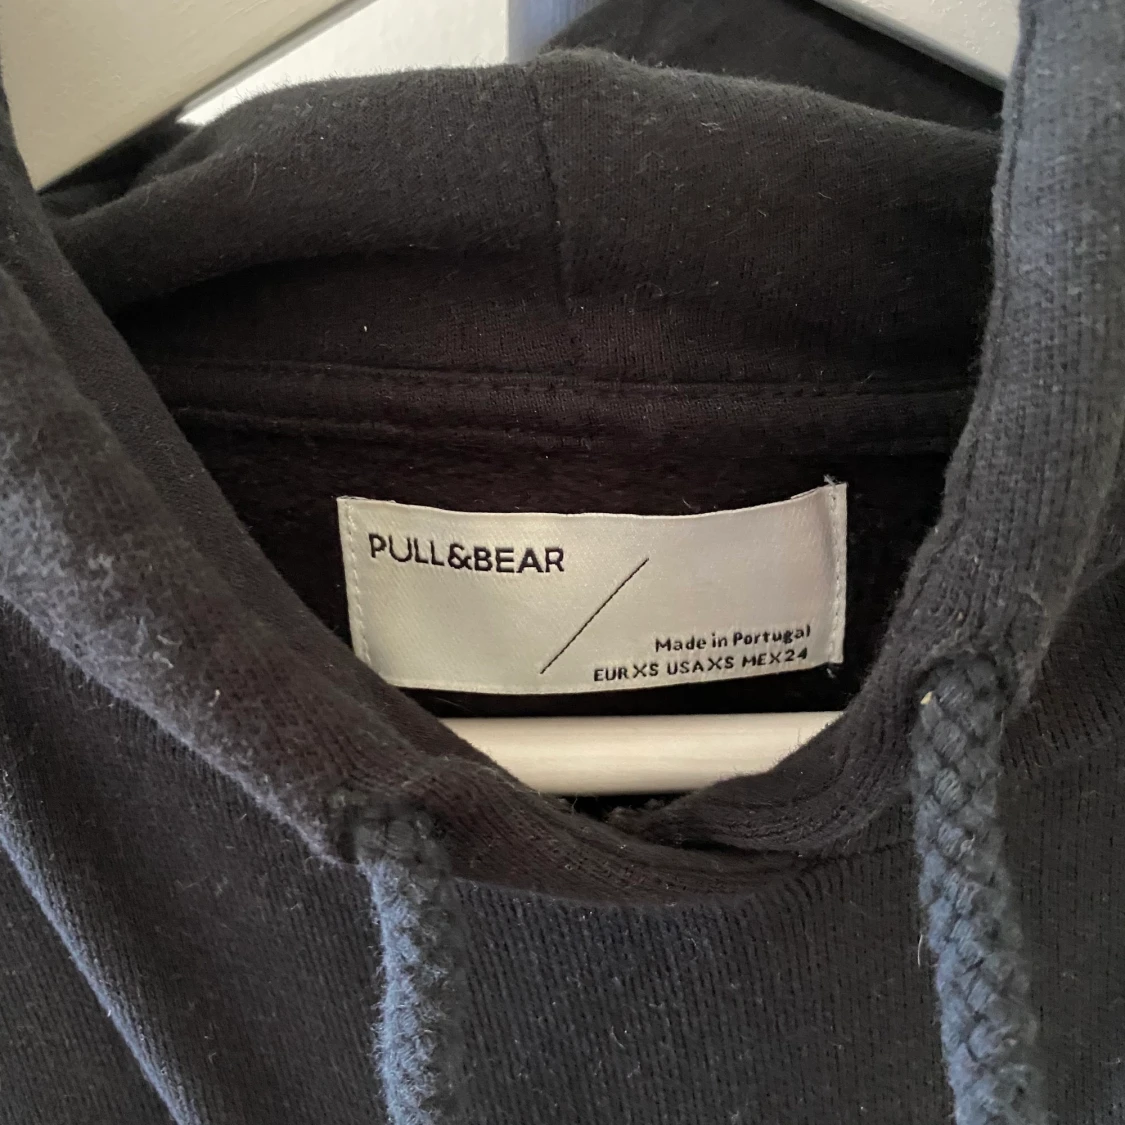 PULL&BEAR
Made in Portugal
EUR XS USA XS MEX 24